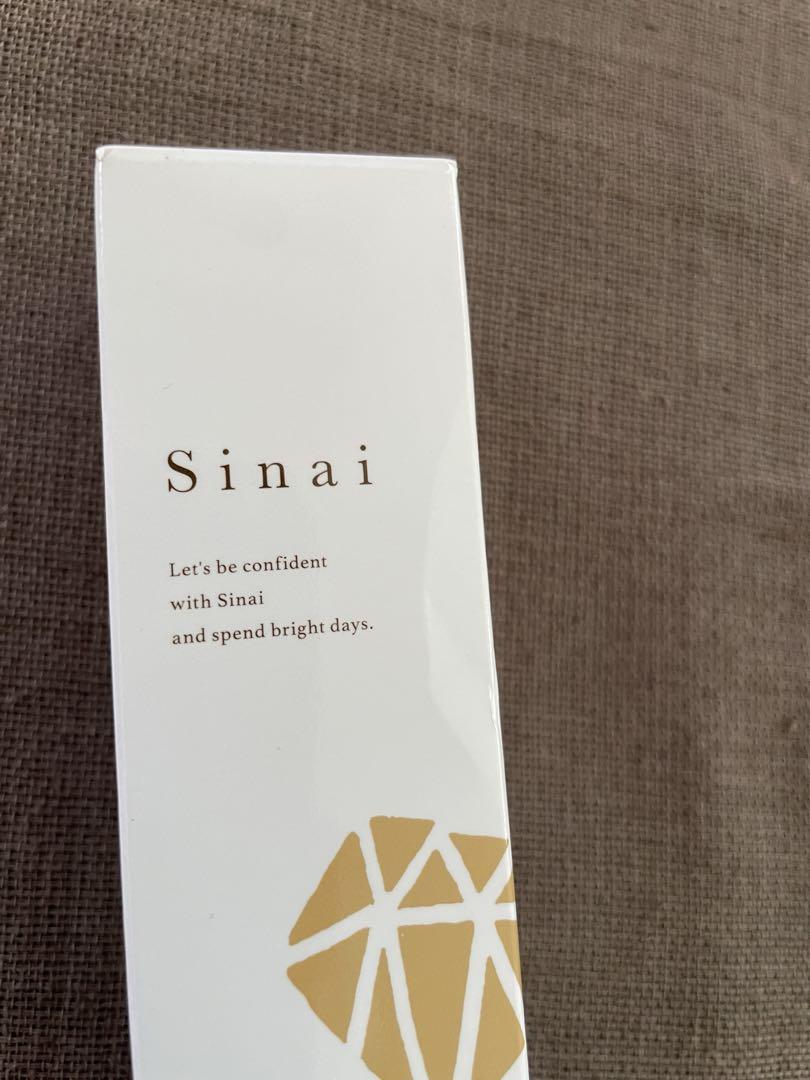 Sinai
Let's be confident
with Sinai
and spend bright days.